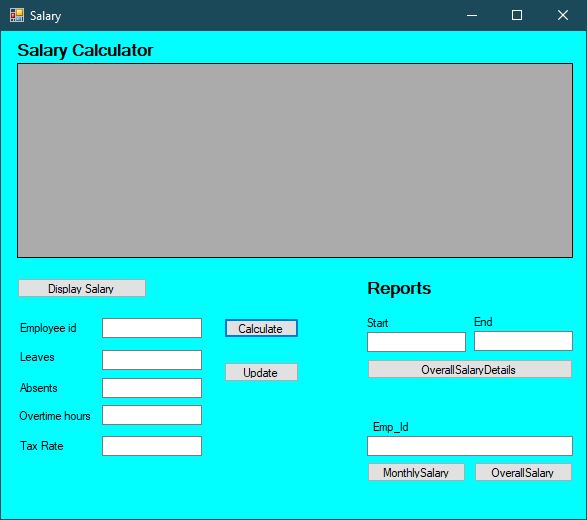 Salary
Salary Calculator
Display Salary
Reports
Employee id
Calculate
Start
End
Leaves
Update
OverallSalaryDetails
Absents
Overtime hours
Emp_Id
Tax Rate
MonthlySalary
OverallSalary